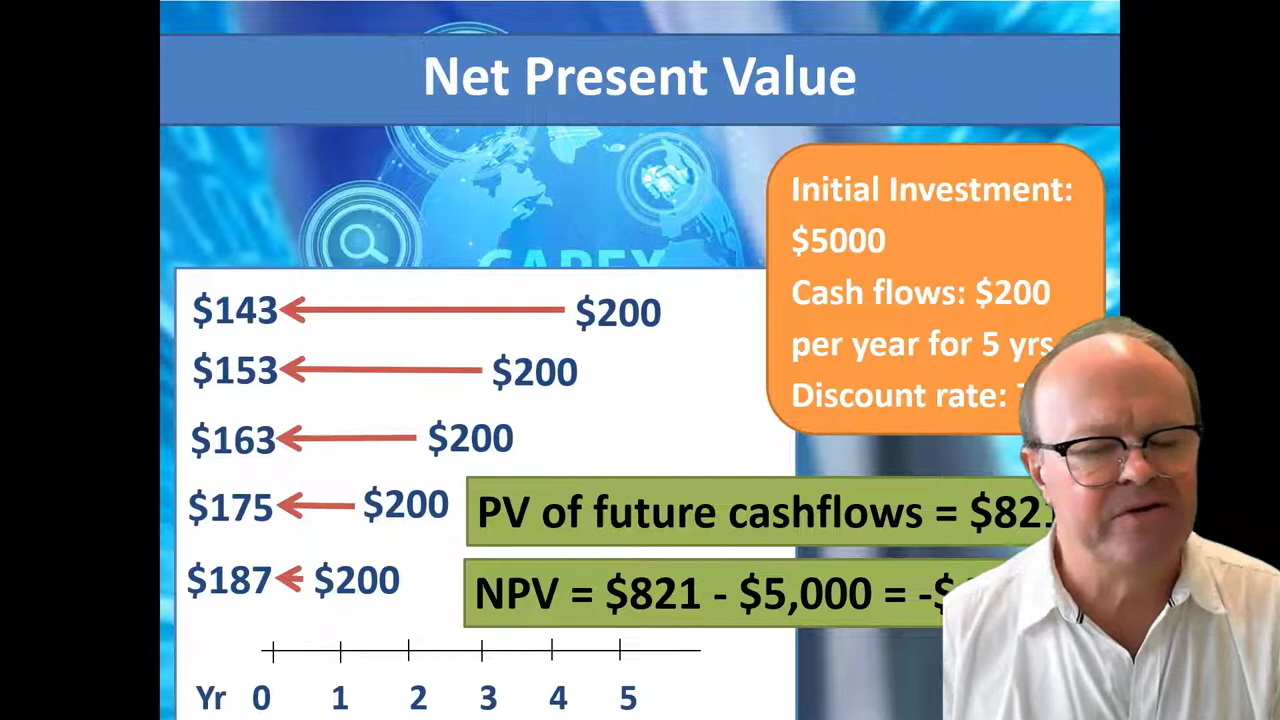 Net Present Value
Initial Investment:
$5000
Cash flows: $200
per year for 5 yrs
Discount rate:
$143 $200
$153 $200
$163 $200
$175 $200
$187 $200
PV of future cashflows = $821
NPV = $821 - $5,000 = -$
Yr 0 1 2 3 4 5